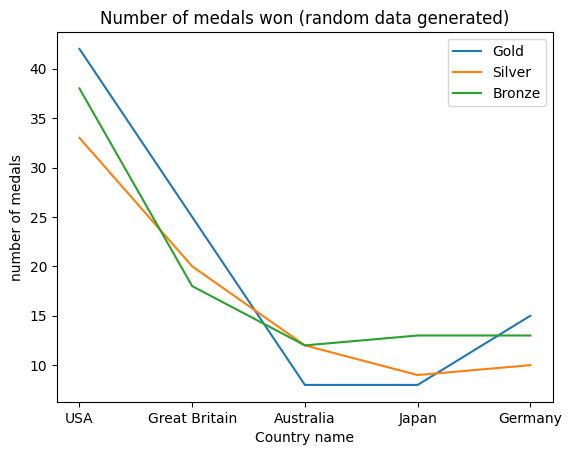 Number of medals won (random data generated)
Gold
Silver
Bronze
number of medals
40
35
30
25
20
15
10
USA Great Britain Australia Japan Germany
Country name